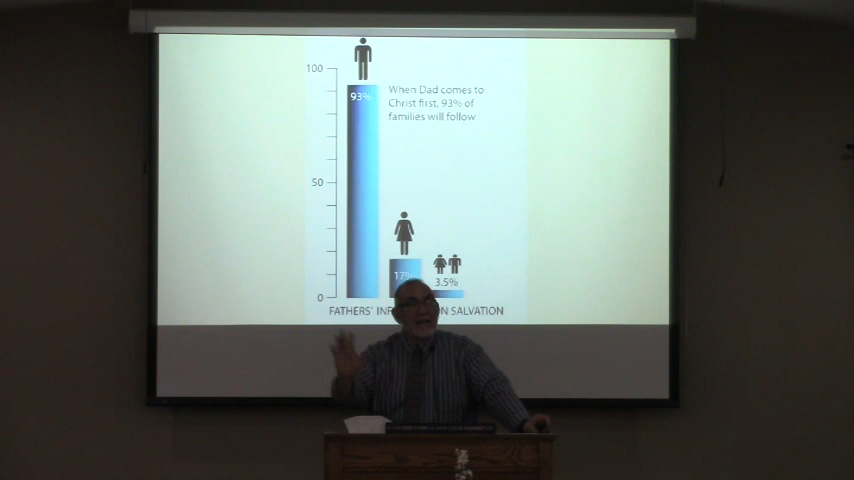 100
93%
When Dad comes to
Christ first, 93% of
families will follow
50
17%
3.5%
0
FATHERS' ON SALVATION